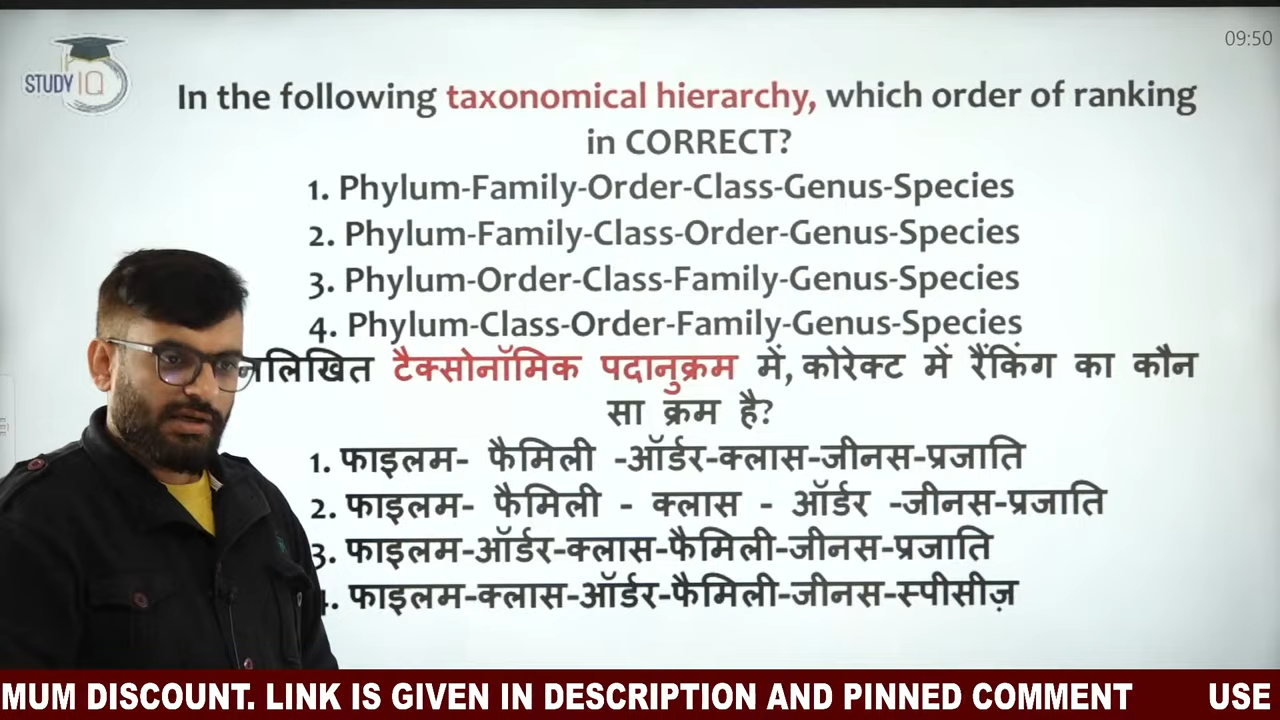 09:50
STUDY IQ
In the following taxonomical hierarchy, which order of ranking
in CORRECT?
1. Phylum-Family-Order-Class-Genus-Species
2. Phylum-Family-Class-Order-Genus-Species
3. Phylum-Order-Class-Family-Genus-Species
4. Phylum-Class-Order-Family-Genus-Species
टैक्सोनॉमिक पदानुक्रम में, कोरेक्ट में रैंकिंग का कौन
सा क्रम है?
1. फाइलम- फैमिली -ऑर्डर-क्लास-जीनस-प्रजाति
2. फाइलम- फैमिली - क्लास - ऑर्डर -जीनस-प्रजाति
3. फाइलम-ऑर्डर-क्लास-फैमिली-जीनस-प्रजाति
4. फाइलम-क्लास-ऑर्डर-फैमिली-जीनस-स्पीसीज़
MUM DISCOUNT. LINK IS GIVEN IN DESCRIPTION AND PINNED COMMENT USE